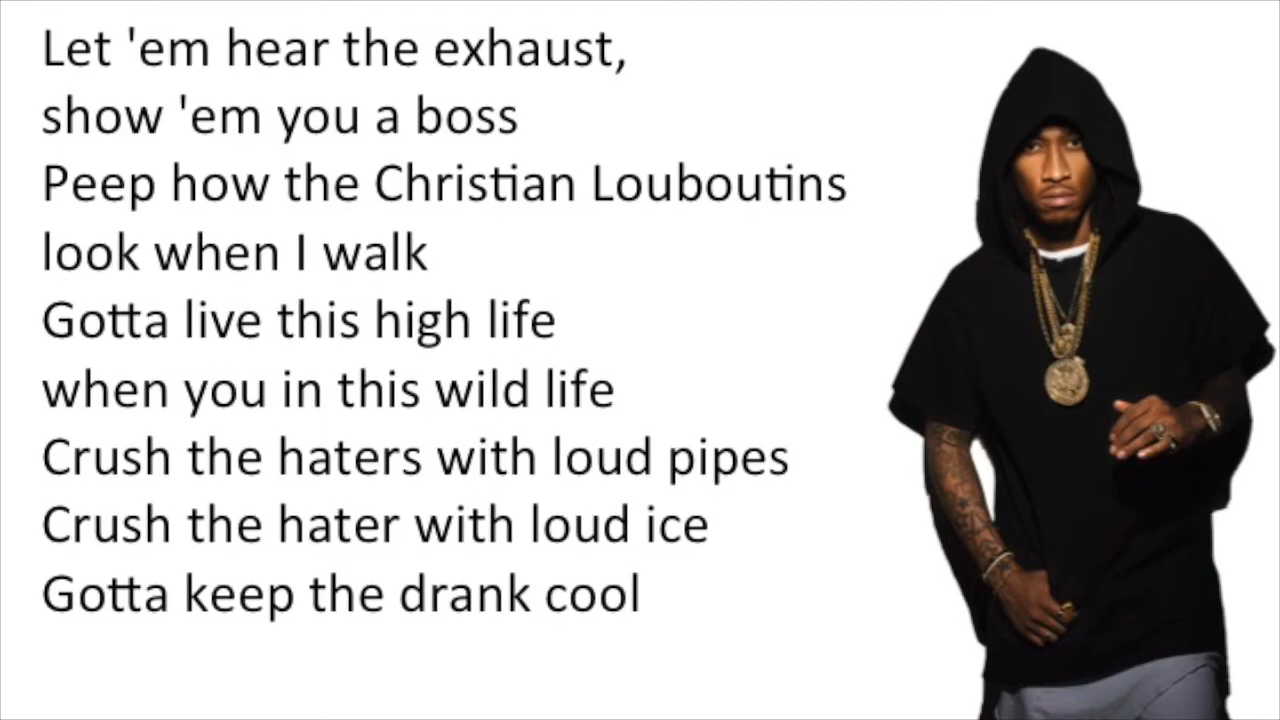 Let 'em hear the exhaust,
show 'em you a boss
Peep how the Christian Louboutins
look when I walk
Gotta live this high life
when you in this wild life
Crush the haters with loud pipes
Crush the hater with loud ice
Gotta keep the drank cool